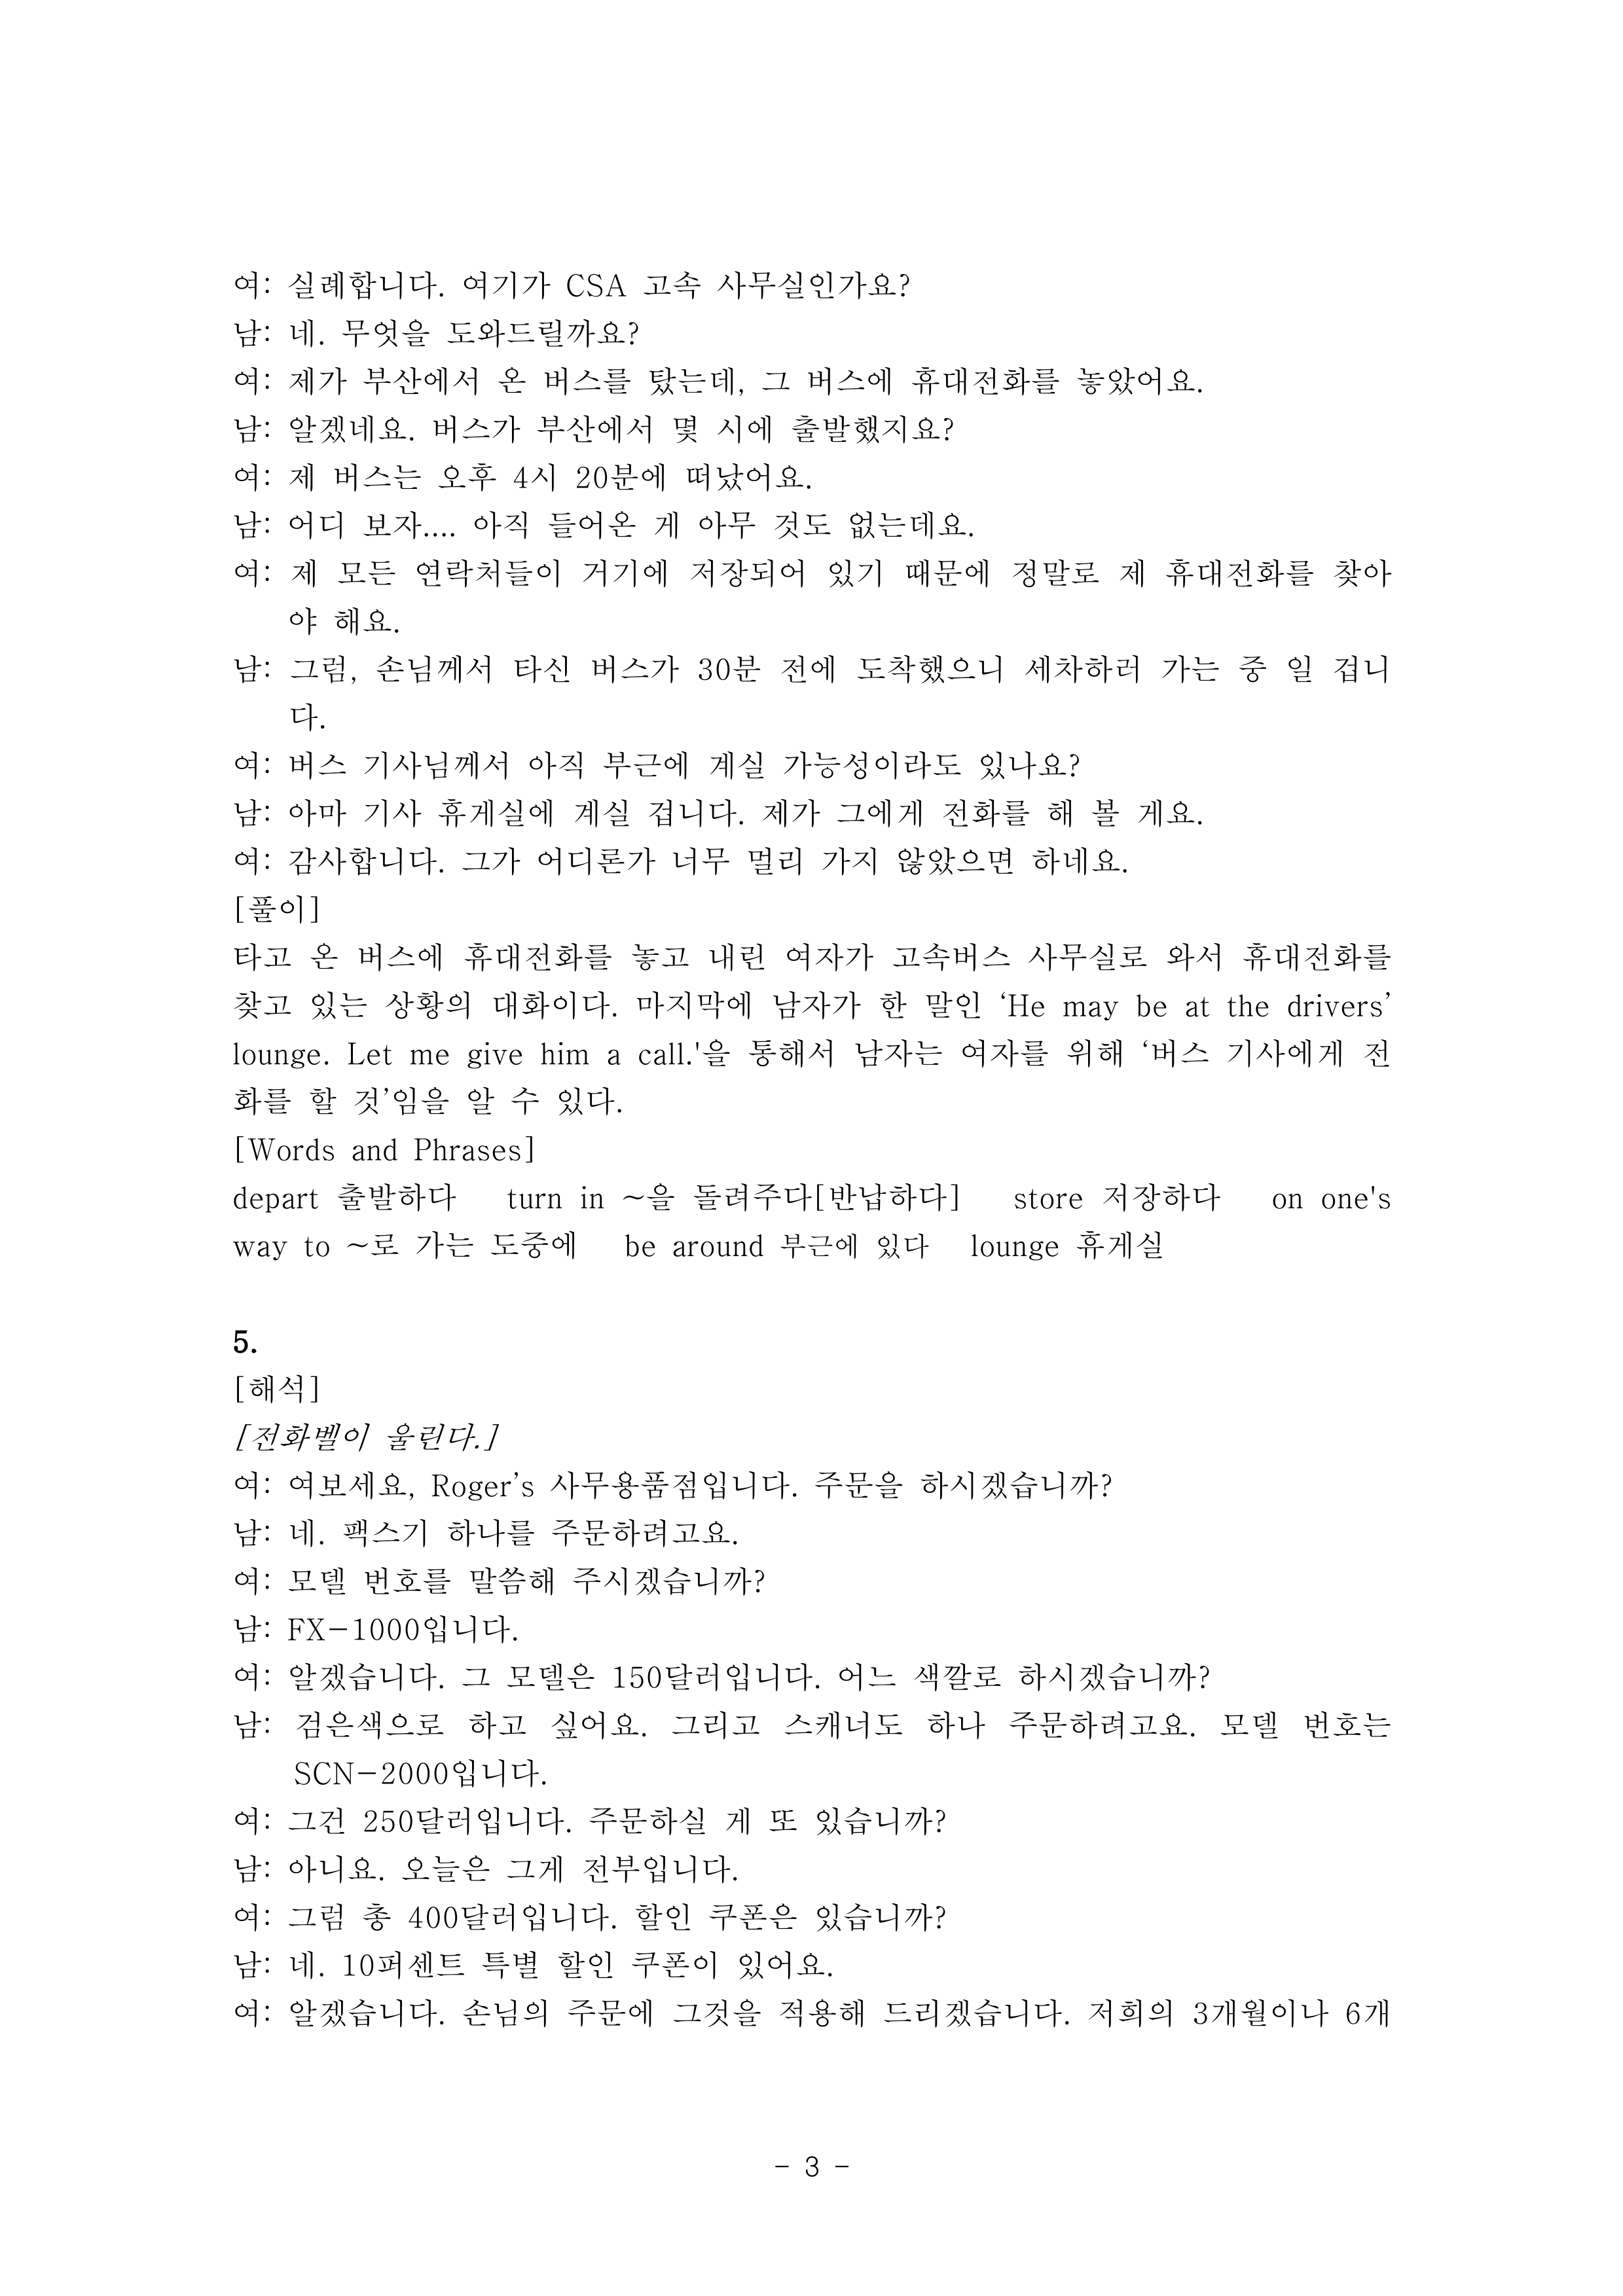 여: 실례합니다. 여기가 CSA 고속 사무실인가요?
남: 네. 무엇을 도와드릴까요?
여: 제가 부산에서 온 버스를 탔는데, 그 버스에 휴대전화를 놓았어요.
남: 알겠네요. 버스가 부산에서 몇 시에 출발했지요?
여: 제 버스는 오후 4시 20분에 떠났어요.
남: 어디 보자.... 아직 들어온 게 아무 것도 없는데요.
여: 제 모든 연락처들이 거기에 저장되어 있기 때문에 정말로 제 휴대전화를 찾아
야 해요.
남: 그럼, 손님께서 타신 버스가 30분 전에 도착했으니 세차하러 가는 중 일 겁니
다.
여: 버스 기사님께서 아직 부근에 계실 가능성이라도 있나요?
남: 아마 기사 휴게실에 계실 겁니다. 제가 그에게 전화를 해 볼 게요.
여: 감사합니다. 그가 어디론가 너무 멀리 가지 않았으면 하네요.
[풀이]
타고 온 버스에 휴대전화를 놓고 내린 여자가 고속버스 사무실로 와서 휴대전화를
찾고 있는 상황의 대화이다. 마지막에 남자가 한 말인 ‘He may be at the drivers’
lounge. Let me give him a call.'을 통해서 남자는 여자를 위해 ‘버스 기사에게 전
화를 할 것’임을 알 수 있다.
[Words and Phrases]
depart 출발하다 turn in ~을 돌려주다[반납하다] store 저장하다 on one's
way to ~로 가는 도중에 be around 부근에 있다 lounge 휴게실
5.
[해석]
[전화벨이 울린다.]
여: 여보세요, Roger’s 사무용품점입니다. 주문을 하시겠습니까?
남: 네. 팩스기 하나를 주문하려고요.
여: 모델 번호를 말씀해 주시겠습니까?
남: FX-1000입니다.
여: 알겠습니다. 그 모델은 150달러입니다. 어느 색깔로 하시겠습니까?
남: 검은색으로 하고 싶어요. 그리고 스캐너도 하나 주문하려고요. 모델 번호는
SCN-2000입니다.
여: 그건 250달러입니다. 주문하실 게 또 있습니까?
남: 아니요. 오늘은 그게 전부입니다.
여: 그럼 총 400달러입니다. 할인 쿠폰은 있습니까?
남: 네. 10퍼센트 특별 할인 쿠폰이 있어요.
여: 알겠습니다. 손님의 주문에 그것을 적용해 드리겠습니다. 저희의 3개월이나 6개
- 3 -